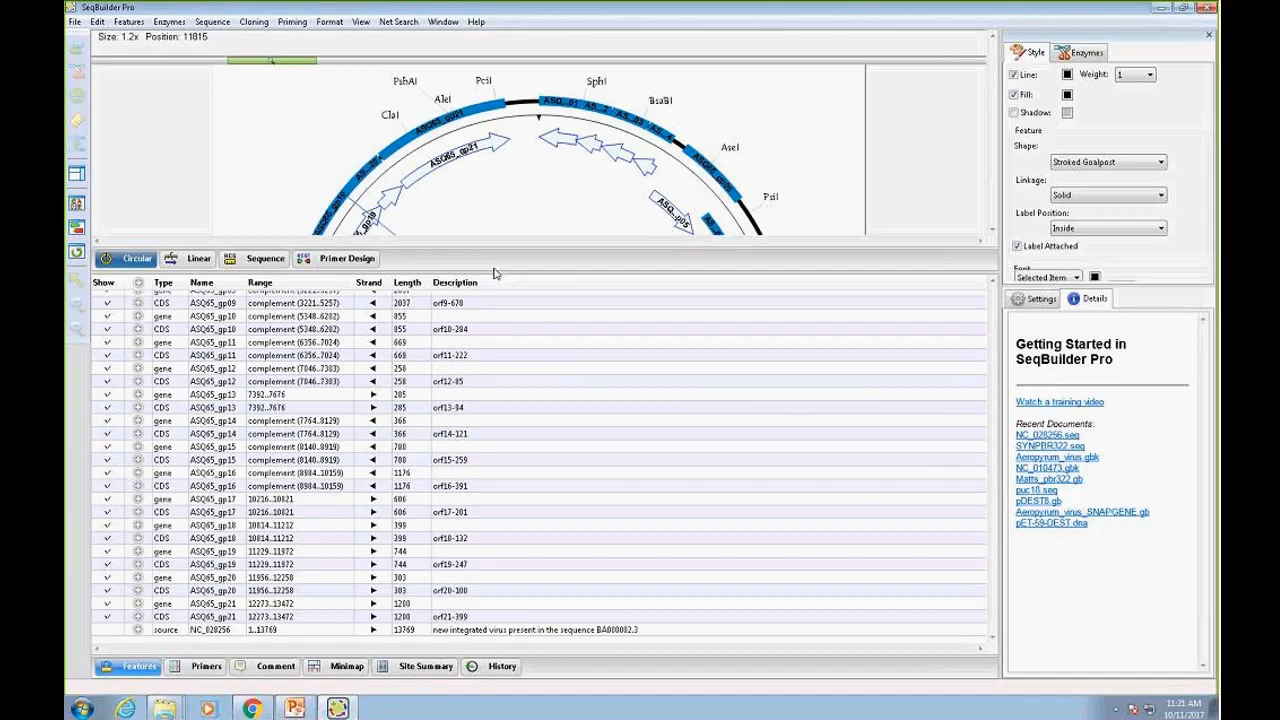 SeqBuilder Pro
File Edit Features Enzymes Sequence Cloning Priming Format View Net Search Window Help
Size: 1.2x Position: 11815
PshAI PciI SphI
AleI BsaBI
ClaI
AseI
PsiI
ASQ65_gp21
ASQ65_gp21
Style Enzymes
Line: Weight: 1
Fill:
Shadow:
Feature
Shape:
Stroked Goalpost
Linkage:
Solid
Label Position:
Inside
Label Attached
Font
Selected Item
Circular Linear Sequence Primer Design
Settings Details
Show Type Name Range Strand Length Description
CDS ASQ65_gp09 complement (3221..5257) 2037 orf9-678
gene ASQ65_gp10 complement (5348..6202) 855
CDS ASQ65_gp10 complement (5348..6202) 855 orf10-284
gene ASQ65_gp11 complement (6356..7024) 669
CDS ASQ65_gp11 complement (6356..7024) 669 orf11-222
gene ASQ65_gp12 complement (7046..7303) 258
CDS ASQ65_gp12 complement (7046..7303) 258 orf12-85
gene ASQ65_gp13 7392..7676 285
CDS ASQ65_gp13 7392..7676 285 orf13-94
gene ASQ65_gp14 complement (7764..8129) 366
CDS ASQ65_gp14 complement (7764..8129) 366 orf14-121
gene ASQ65_gp15 complement (8140..8919) 780
CDS ASQ65_gp15 complement (8140..8919) 780 orf15-259
gene ASQ65_gp16 complement (8984..10159) 1176
CDS ASQ65_gp16 complement (8984..10159) 1176 orf16-391
gene ASQ65_gp17 10216..10821 606
CDS ASQ65_gp17 10216..10821 606 orf17-201
gene ASQ65_gp18 10814..11212 399
CDS ASQ65_gp18 10814..11212 399 orf18-132
gene ASQ65_gp19 11229..11972 744
CDS ASQ65_gp19 11229..11972 744 orf19-247
gene ASQ65_gp20 11956..12258 303
CDS ASQ65_gp20 11956..12258 303 orf20-100
gene ASQ65_gp21 12273..13472 1200
CDS ASQ65_gp21 12273..13472 1200 orf21-399
source NC_028256 1..13769 13769 new integrated virus present in the sequence BA000002.3
Getting Started in
SeqBuilder Pro
Watch a training video
Recent Documents:
NC_028256.seq
SYNPBR322.seq
Aeropyrum_virus.gbk
NC_010473.gbk
Matts_pbr322.gb
puc18.seq
pDEST8.gb
Aeropyrum_virus_SNAPGENE.gb
pET-59-DEST.dna
Features Primers Comment Minimap Site Summary History
11:21 AM
10/11/2017